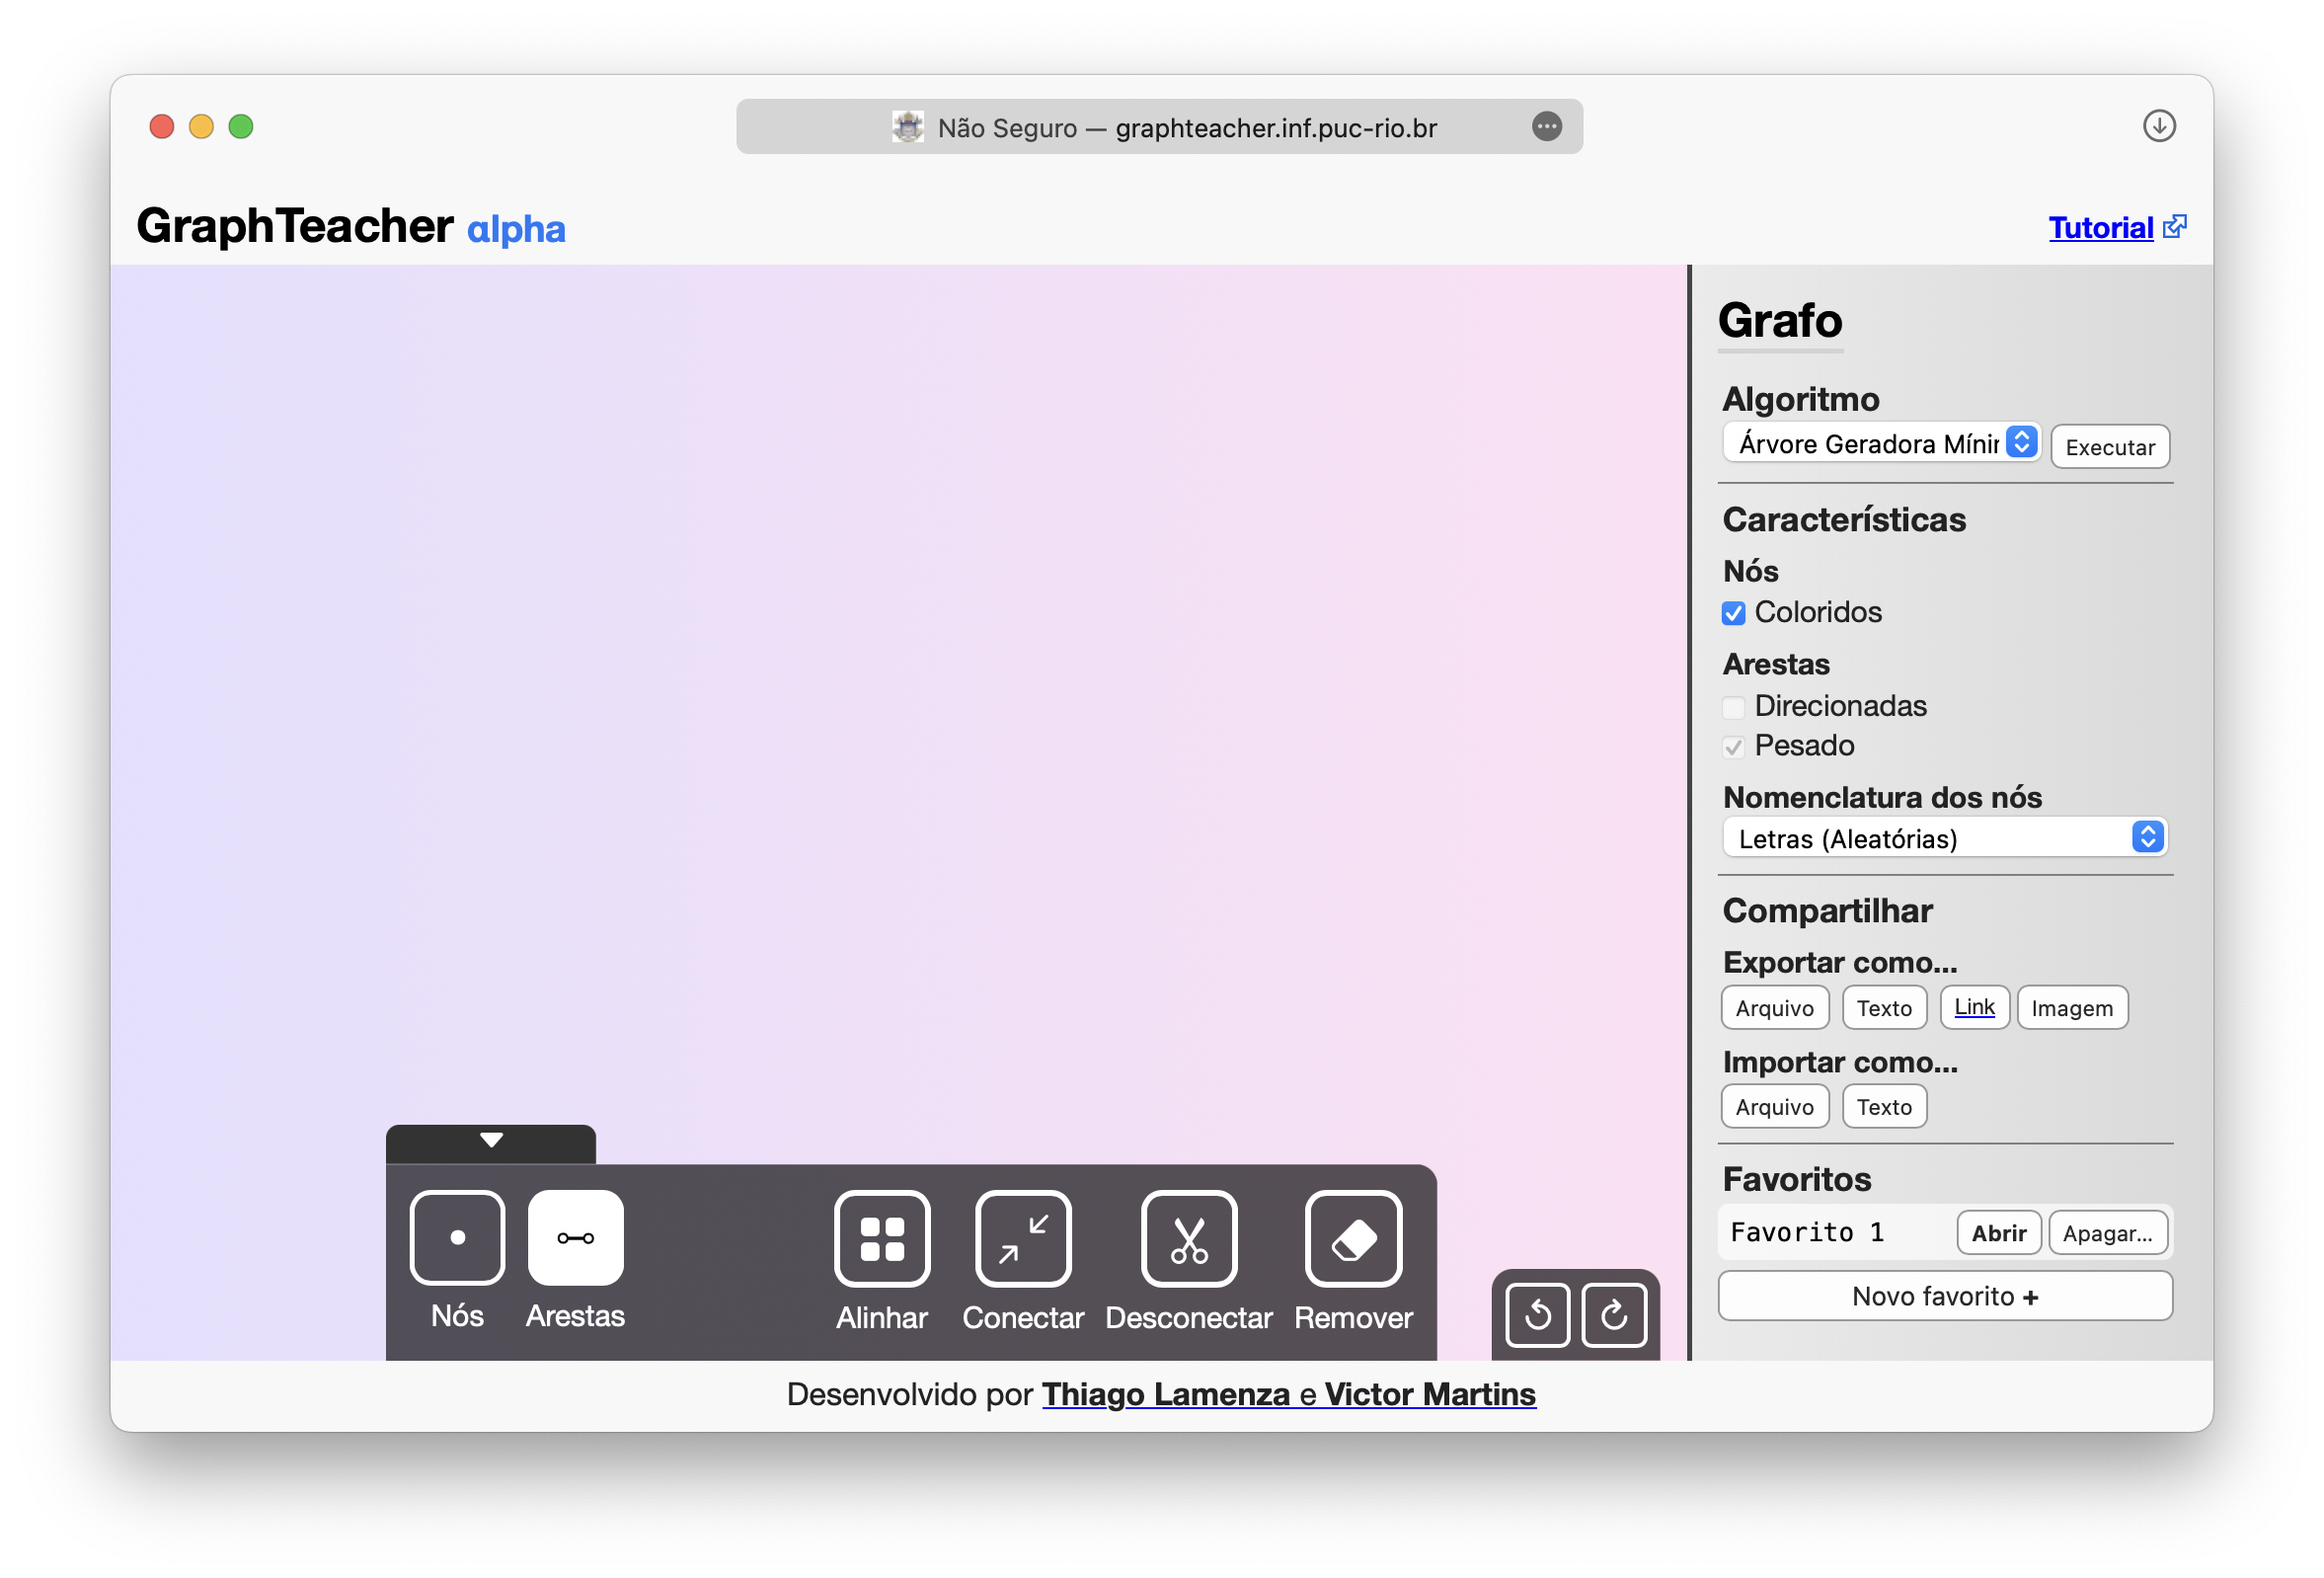 Não Seguro — graphteacher.inf.puc-rio.br
GraphTeacher αlpha
Tutorial
Grafo
Algoritmo
Árvore Geradora Mínir
Executar
Características
Nós
Coloridos
Arestas
Direcionadas
Pesado
Nomenclatura dos nós
Letras (Aleatórias)
Compartilhar
Exportar como...
Arquivo Texto Link Imagem
Importar como...
Arquivo Texto
Favoritos
Favorito 1 Abrir Apagar...
Novo favorito +
Nós Arestas Alinhar Conectar Desconectar Remover
Desenvolvido por Thiago Lamenza e Victor Martins